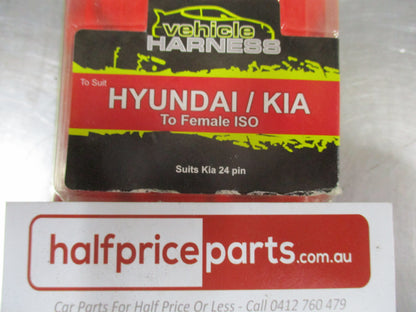 vehicle
HARNESS
To Suit
HYUNDAI / KIA
To Female ISO
Suits Kia 24 pin
halfpriceparts.com.au
Car Parts For Half Price Or Less - Call 0412 760 479